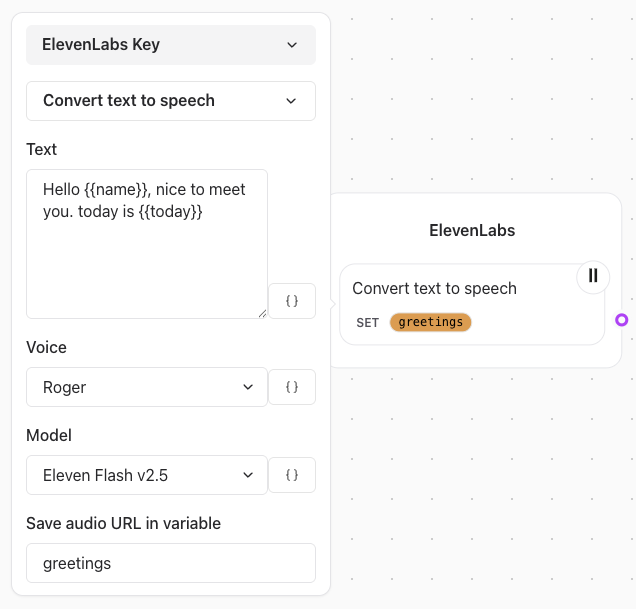 ElevenLabs Key
Convert text to speech
Text
Hello {{name}}, nice to meet
you. today is {{today}}
{}
Voice
Roger
{}
Model
Eleven Flash v2.5
{}
Save audio URL in variable
greetings
ElevenLabs
Convert text to speech
SET greetings